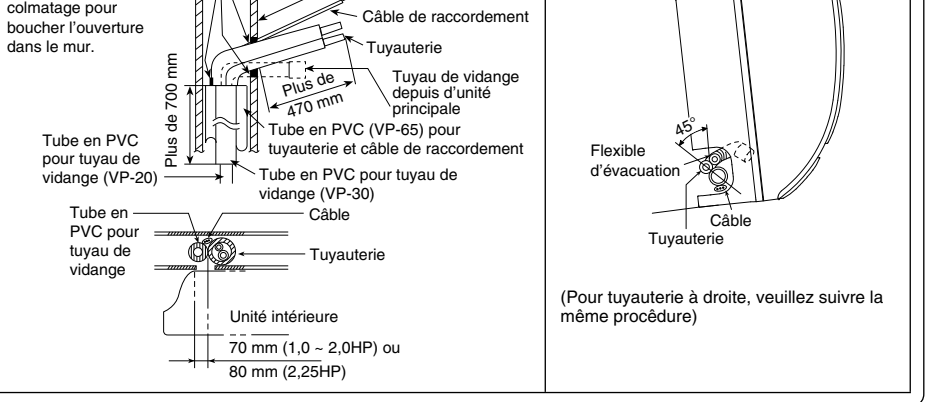 colmatage pour
boucher l'ouverture
dans le mur.
Câble de raccordement
Tuyauterie
Plus de 700 mm
Plus de
470 mm
Tuyau de vidange
depuis d'unité
principale
Tube en PVC (VP-65) pour
tuyauterie et câble de raccordement
Tube en PVC
pour tuyau de
vidange (VP-20)
Tube en PVC pour tuyau de
vidange (VP-30)
Tube en
PVC pour
tuyau de
vidange
Câble
Tuyauterie
Unité intérieure
70 mm (1,0 ~ 2,0HP) ou
80 mm (2,25HP)
45°
Flexible
d'évacuation
Câble
Tuyauterie
(Pour tuyauterie à droite, veuillez suivre la
même procêdure)